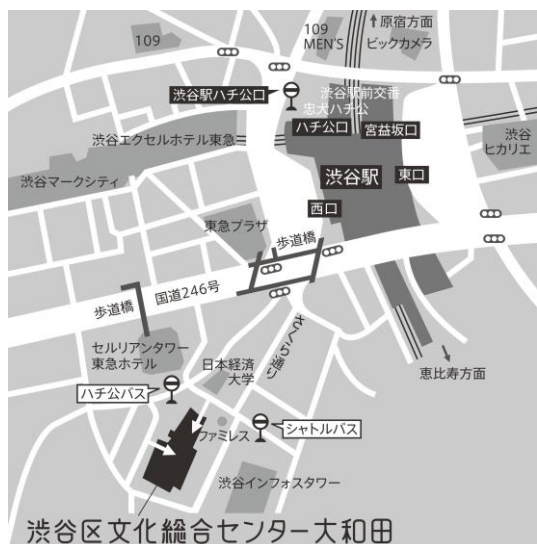 ↑原宿方面
109
109
MEN'S
ビックカメラ
渋谷駅ハチ公口
渋谷駅前交番
忠犬ハチ公
ハチ公口
宮益坂口
渋谷エクセルホテル東急
渋谷
ヒカリエ
渋谷マークシティ
渋谷駅
東口
西口
東急プラザ
歩道橋
国道246号
歩道橋
さくら通り
セルリアンタワー
東急ホテル
日本経済
大学
恵比寿方面
ハチ公バス
シャトルバス
ファミレス
渋谷インフォスタワー
渋谷区文化総合センター大和田